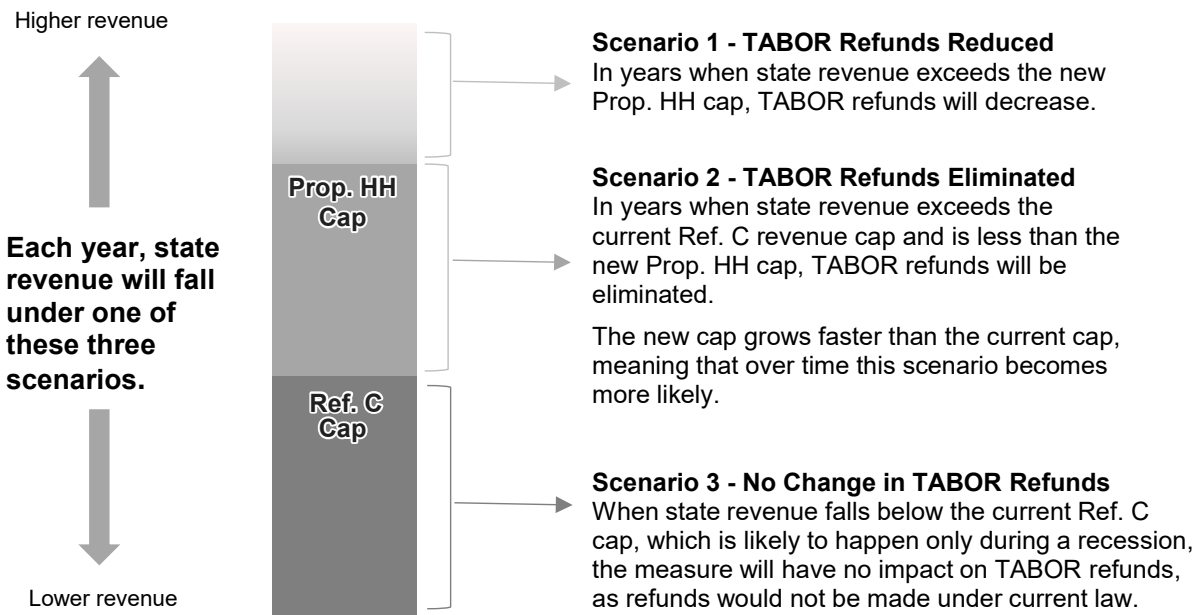 Higher revenue
Each year, state
revenue will fall
under one of
these three
scenarios.
Lower revenue
Prop. HH
Cap
Ref. C
Cap
Scenario 1 - TABOR Refunds Reduced
In years when state revenue exceeds the new
Prop. HH cap, TABOR refunds will decrease.
Scenario 2 - TABOR Refunds Eliminated
In years when state revenue exceeds the
current Ref. C revenue cap and is less than the
new Prop. HH cap, TABOR refunds will be
eliminated.
The new cap grows faster than the current cap,
meaning that over time this scenario becomes
more likely.
Scenario 3 - No Change in TABOR Refunds
When state revenue falls below the current Ref. C
cap, which is likely to happen only during a recession,
the measure will have no impact on TABOR refunds,
as refunds would not be made under current law.